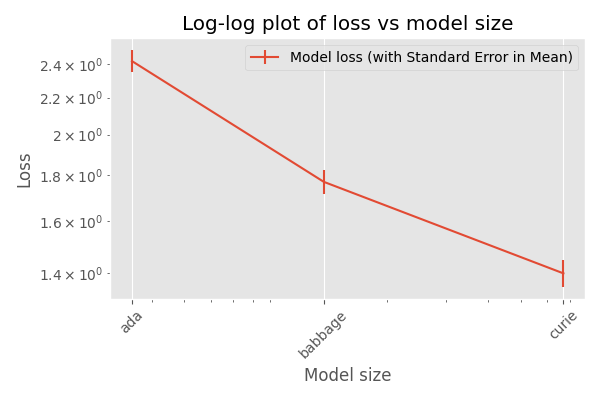 Log-log plot of loss vs model size
Model loss (with Standard Error in Mean)
2.4 × 10⁰
2.2 × 10⁰
2 × 10⁰
1.8 × 10⁰
1.6 × 10⁰
1.4 × 10⁰
Loss
ada
babbage
curie
Model size